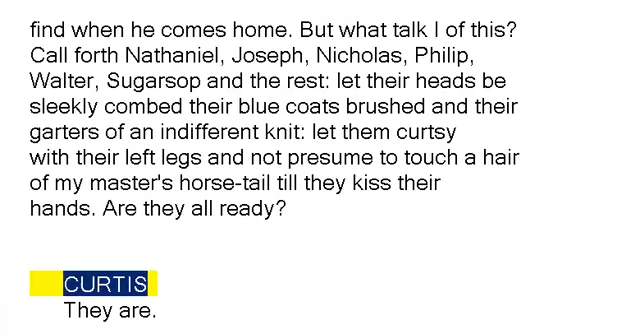 find when he comes home. But what talk I of this?
Call forth Nathaniel, Joseph, Nicholas, Philip,
Walter, Sugarsop and the rest: let their heads be
sleekly combed their blue coats brushed and their
garters of an indifferent knit: let them curtsy
with their left legs and not presume to touch a hair
of my master's horse-tail till they kiss their
hands. Are they all ready?
CURTIS
They are.